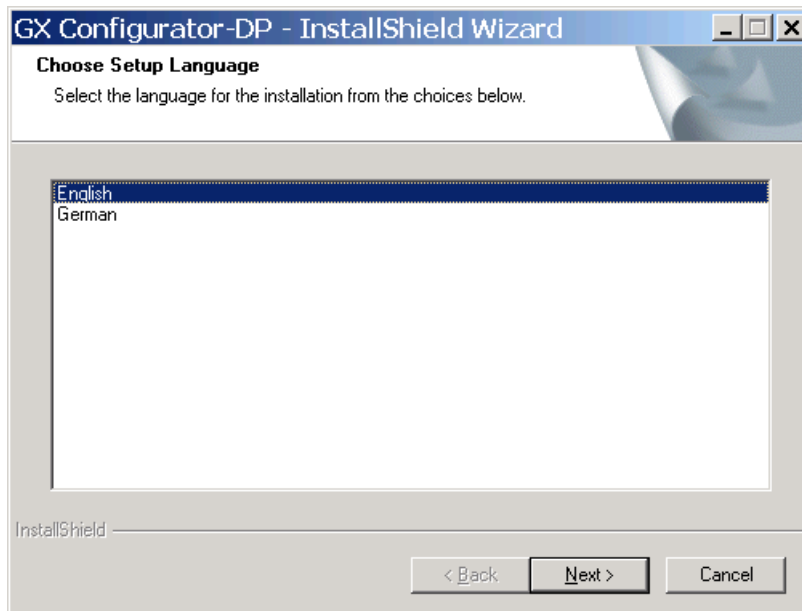 GX Configurator-DP - InstallShield Wizard
Choose Setup Language
Select the language for the installation from the choices below.
English
German
InstallShield
< Back
Next >
Cancel